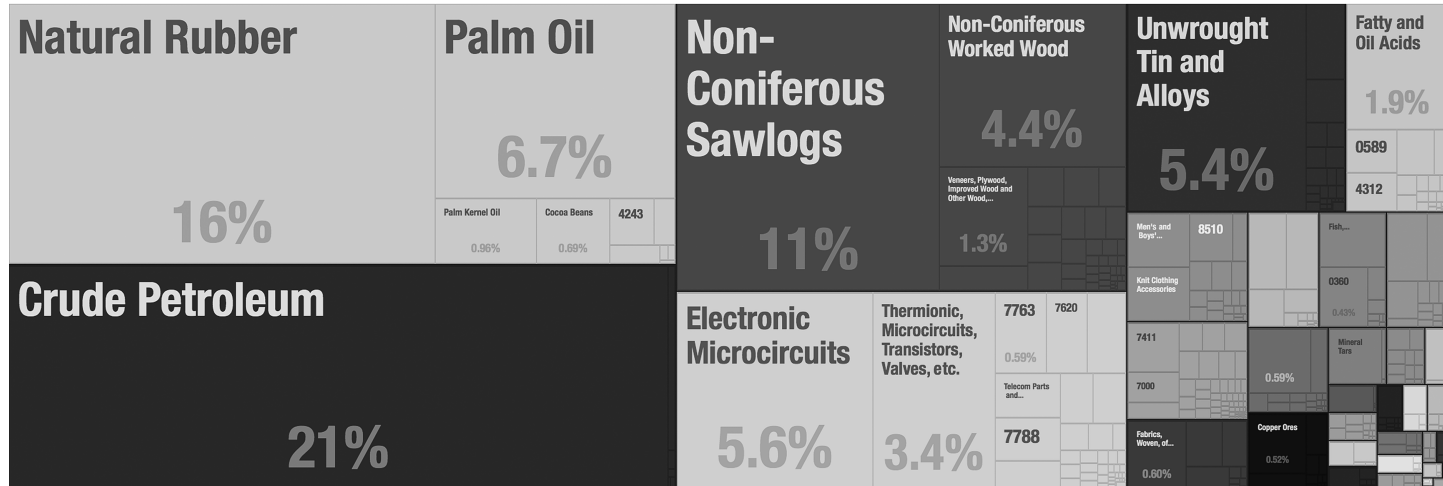 Natural Rubber
16%
Palm Oil
6.7%
Palm Kernel Oil
0.96%
Cocoa Beans
0.69%
4243
Crude Petroleum
21%
Non-
Coniferous
Sawlogs
11%
Non-Coniferous
Worked Wood
4.4%
Veneers, Plywood,
Improved Wood and
Other Wood,...
1.3%
Electronic
Microcircuits
5.6%
Thermionic,
Microcircuits,
Transistors,
Valves, etc.
3.4%
7763
0.59%
7620
Telecom Parts
and...
7788
Unwrought
Tin and
Alloys
5.4%
Fatty and
Oil Acids
1.9%
0589
4312
Men's and
Boys'...
8510
Knit Clothing
Accessories
Fish,...
0360
0.43%
7411
7000
0.59%
Mineral
Tars
Fabrics,
Woven, of...
0.60%
Copper Ores
0.52%